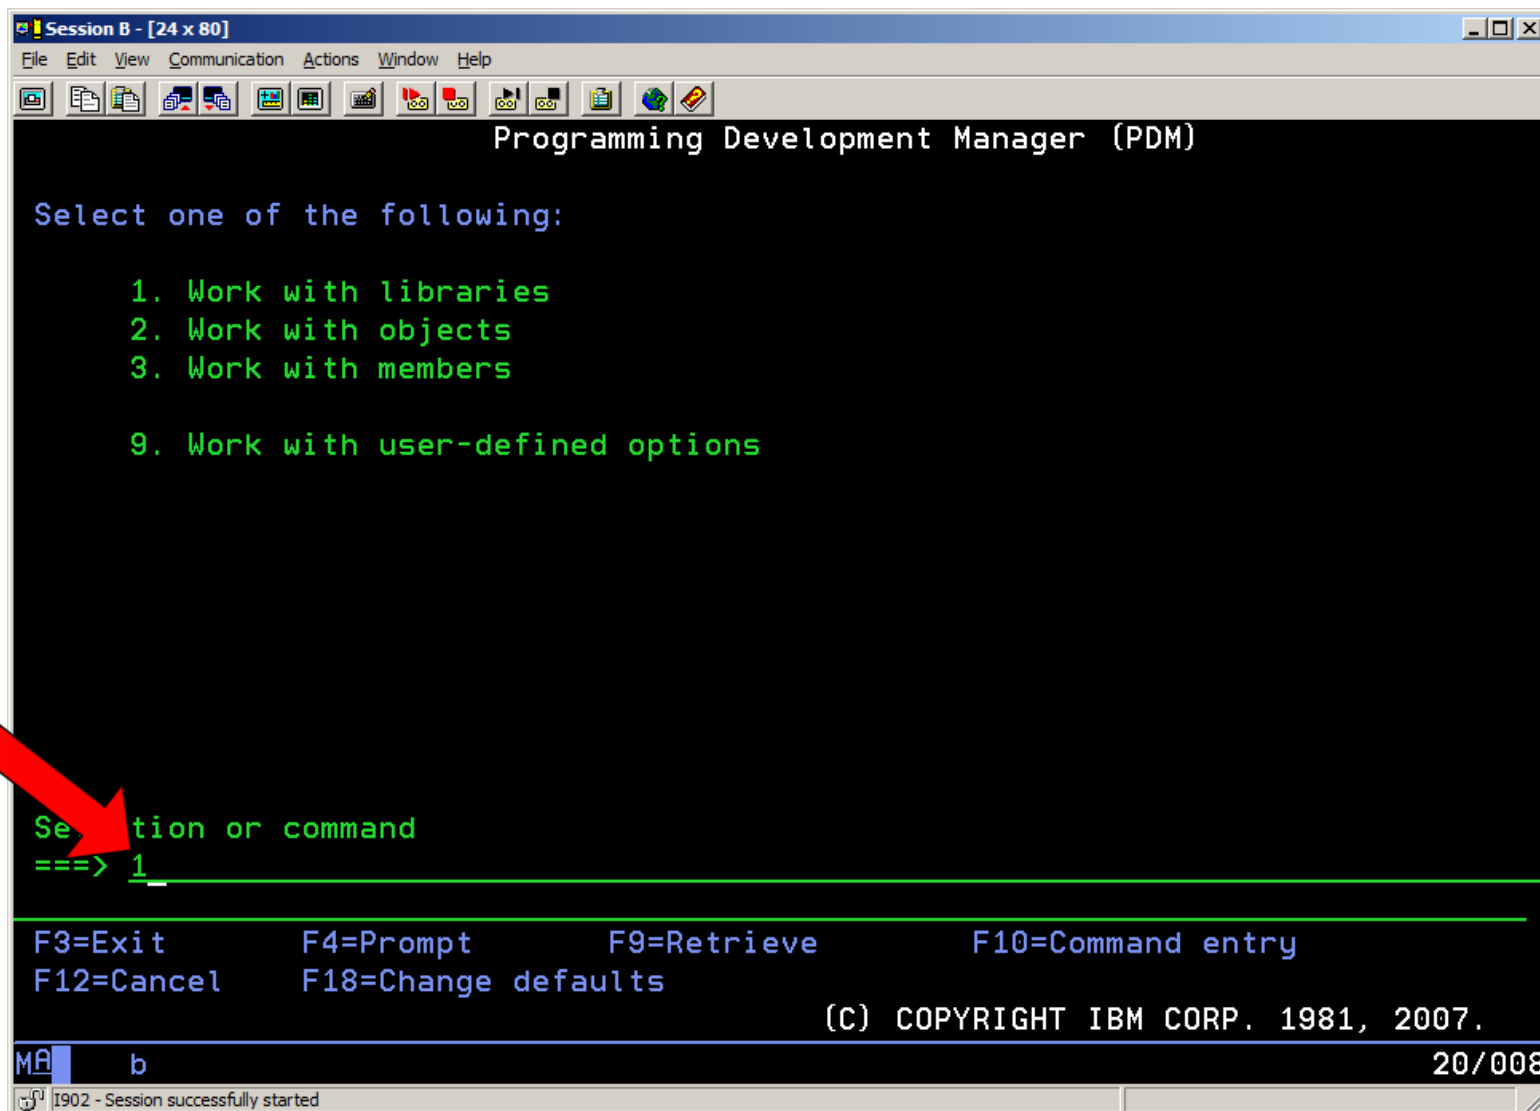 Session B - [24 x 80]
File Edit View Communication Actions Window Help
Programming Development Manager (PDM)
Select one of the following:
1. Work with libraries
2. Work with objects
3. Work with members
9. Work with user-defined options
tion or command
===> 1_
F3=Exit F4=Prompt F9=Retrieve F10=Command entry
F12=Cancel F18=Change defaults
(C) COPYRIGHT IBM CORP. 1981, 2007.
MA b 20/008
I902 - Session successfully started